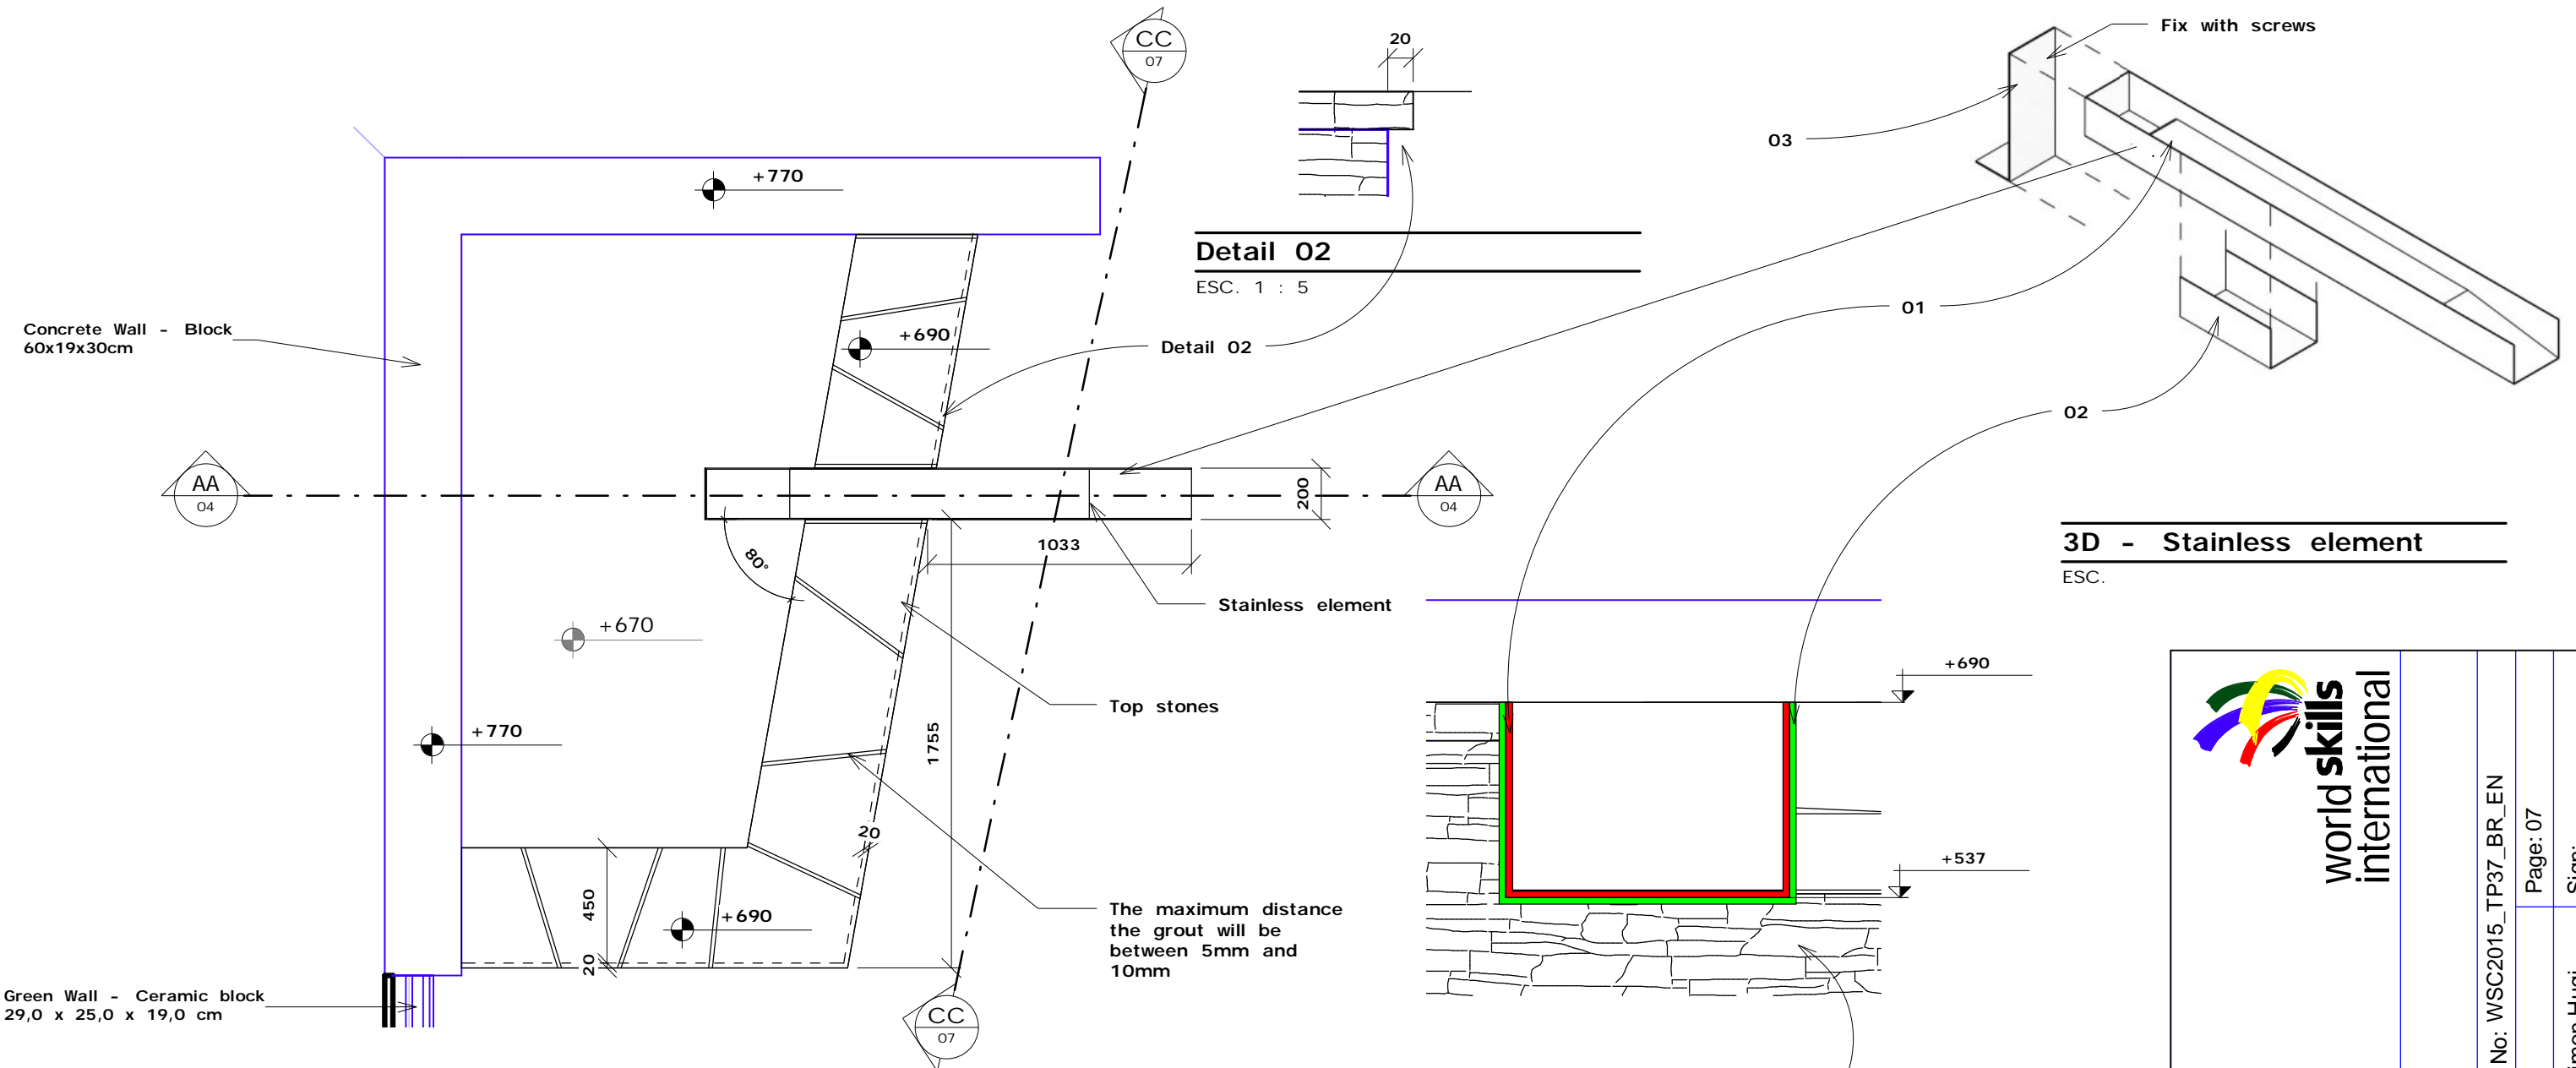 CC
07
20
Fix with screws
03
+770
Detail 02
ESC. 1 : 5
01
Concrete Wall - Block
60x19x30cm
+690
Detail 02
02
AA
04
200
AA
04
1033
80°
3D - Stainless element
ESC.
Stainless element
+670
+690
Top stones
+770
1755
world skills
international
20
No: WSC2015_TP37_BR_EN
Page: 07
+537
450
+690
The maximum distance
the grout will be
between 5mm and
10mm
20
Green Wall - Ceramic block
29,0 x 25,0 x 19,0 cm
CC
07